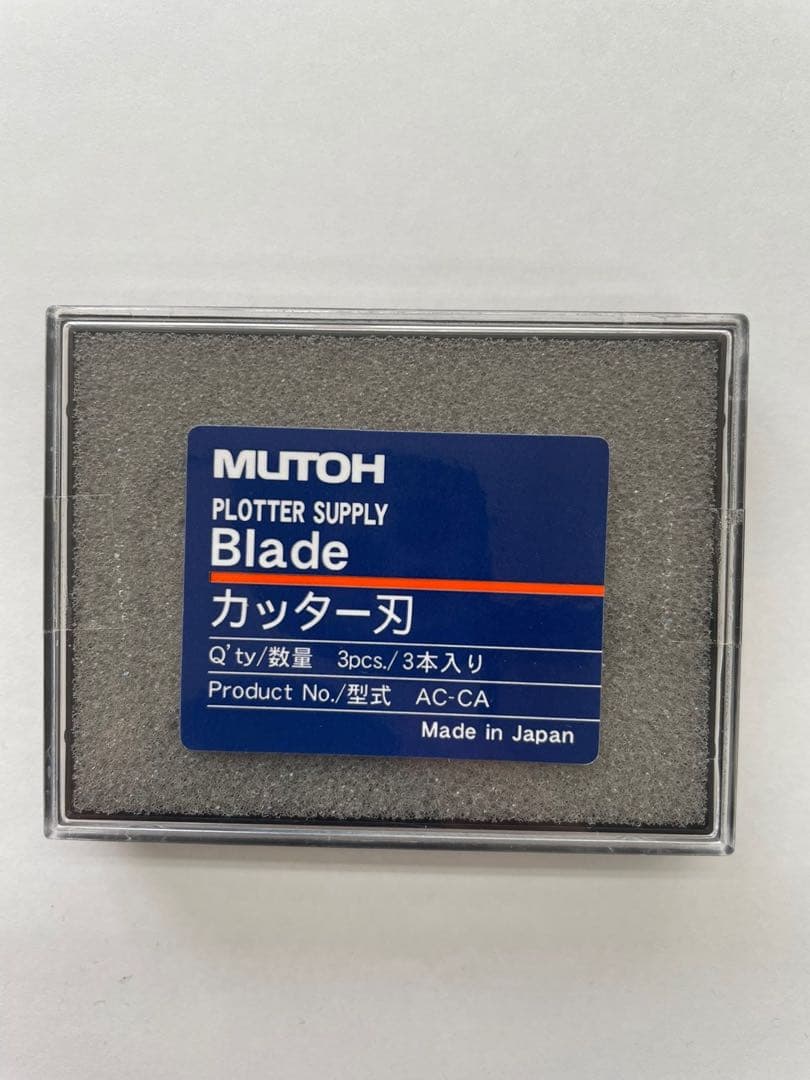 MUTOH
PLOTTER SUPPLY
Blade
カッター刃
Q'ty/数量 3pcs./3本入り
Product No./型式 AC-CA
Made in Japan